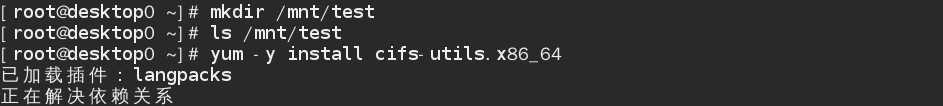 [root@desktop0 ~]# mkdir /mnt/test
[root@desktop0 ~]# ls /mnt/test
[root@desktop0 ~]# yum -y install cifs-utils.x86_64
已加载插件：langpacks
正在解决依赖关系